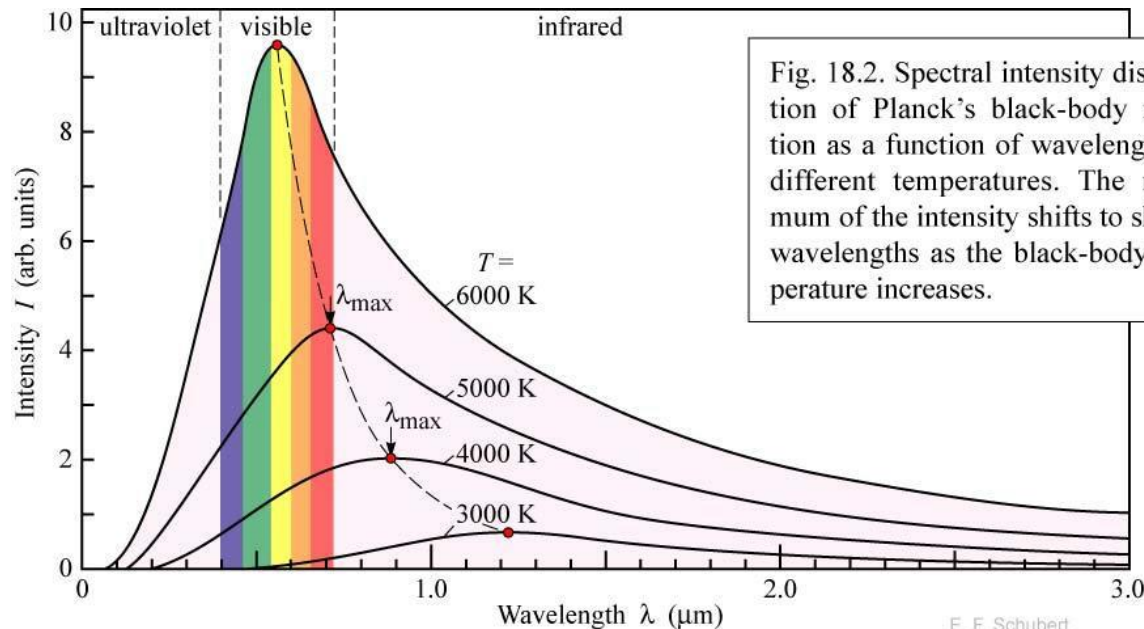 10
ultraviolet
visible
infrared
8
6
4
2
0
Intensity I (arb. units)
Fig. 18.2. Spectral intensity dis
tion of Planck's black-body
tion as a function of waveleng
different temperatures. The
mum of the intensity shifts to
wavelengths as the black-body
perature increases.
T =
6000 K
λmax
5000 K
λmax
4000 K
3000 K
0
1.0
2.0
3.0
Wavelength λ (μm)
E. F. Schubert